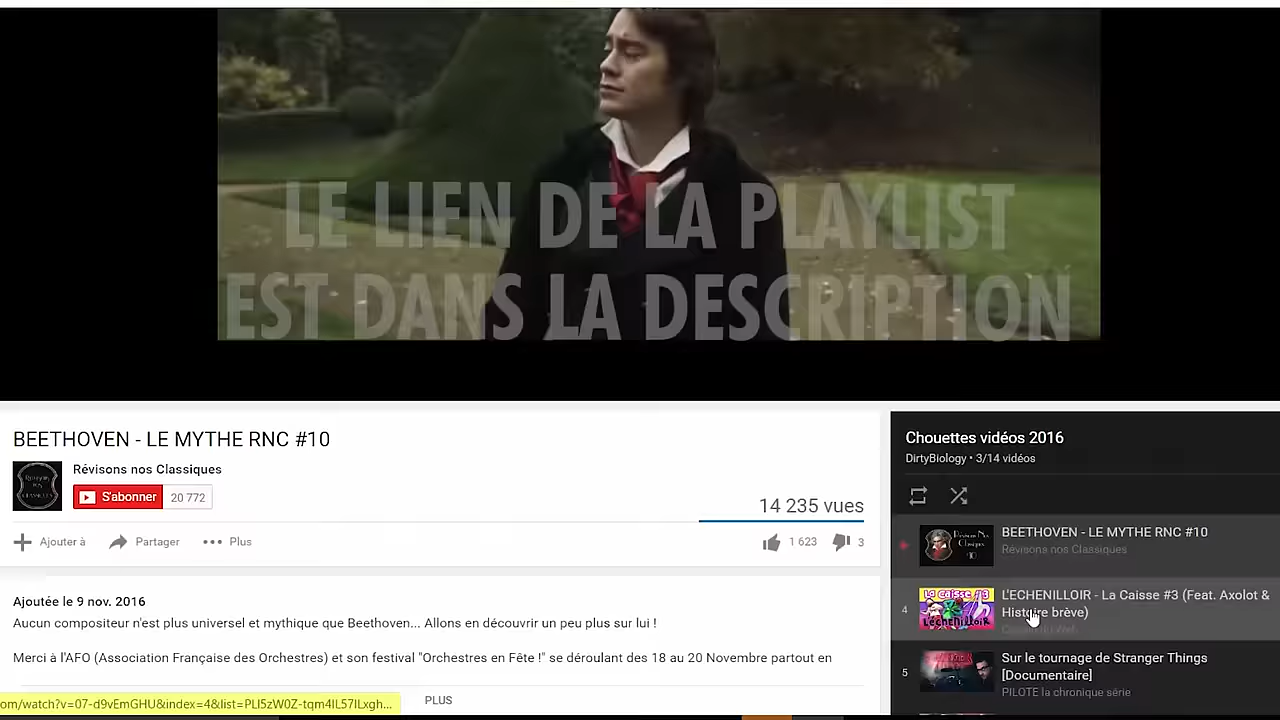 LE LIEN DE LA PLAYLIST
EST DANS LA DESCRIPTION
BEETHOVEN - LE MYTHE RNC #10
Révisons nos Classiques
S'abonner 20 772
14 235 vues
Ajouter à Partager Plus 1 623 3
Ajoutée le 9 nov. 2016
Aucun compositeur n'est plus universel et mythique que Beethoven... Allons en découvrir un peu plus sur lui !
Merci à l'AFO (Association Française des Orchestres) et son festival "Orchestres en Fête !" se déroulant des 18 au 20 Novembre partout en
PLUS
om/watch?v=07-d9vEmGHU&index=4&list=PLI5zW0Z-tqm4IL57ILxgh...
Chouettes vidéos 2016
DirtyBiology • 3/14 vidéos
BEETHOVEN - LE MYTHE RNC #10
Révisons nos Classiques
4
La Caisse #3
L'échenilloir
L'ECHENILLOIR - La Caisse #3 (Feat. Axolot &
Histoire brève)
5
Sur le tournage de Stranger Things
[Documentaire]
PILOTE la chronique série